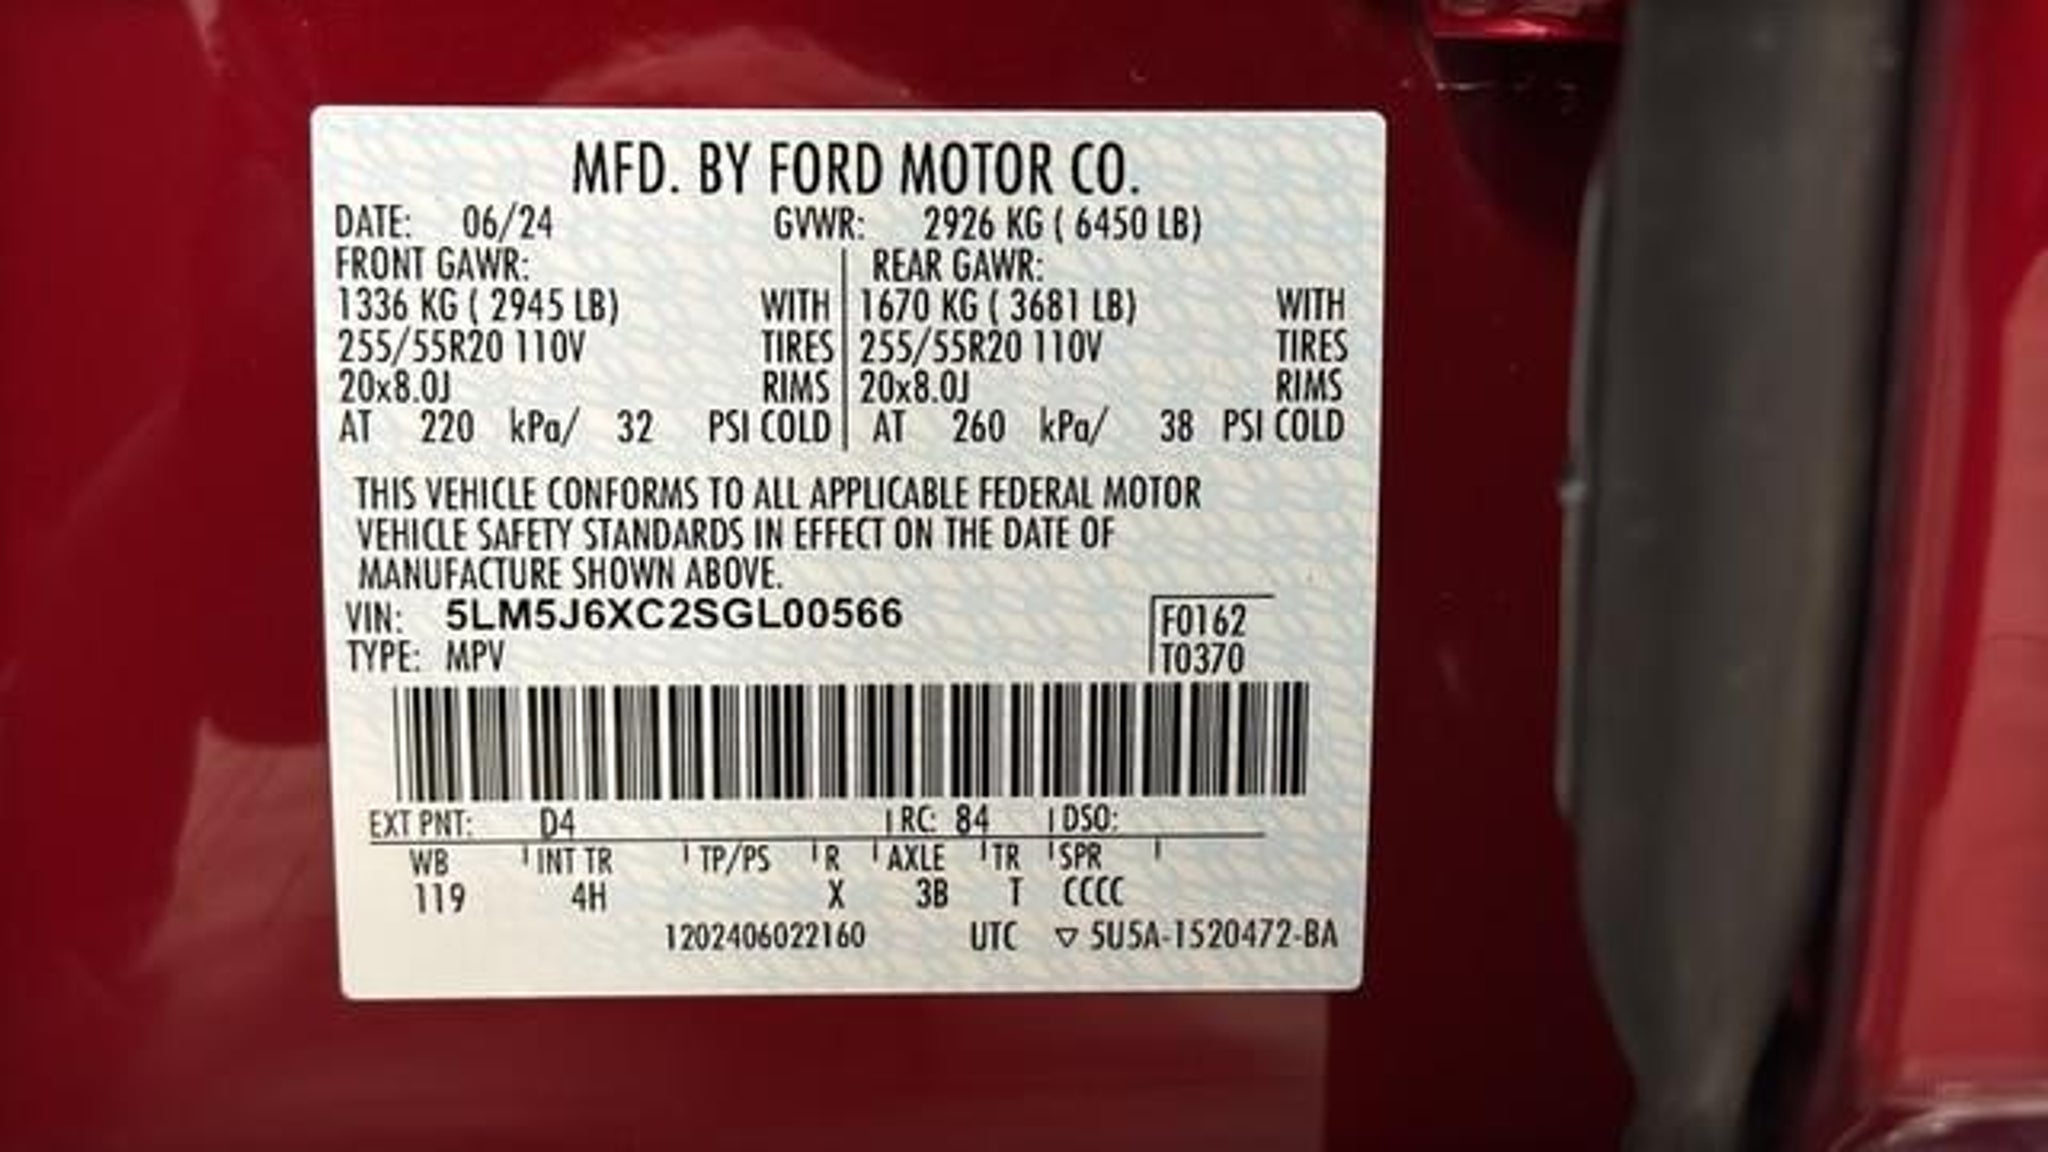 MFD. BY FORD MOTOR CO.
DATE: 06/24 GVWR: 2926 KG ( 6450 LB)
FRONT GAWR: REAR GAWR:
1336 KG ( 2945 LB) WITH 1670 KG ( 3681 LB) WITH
255/55R20 110V TIRES 255/55R20 110V TIRES
20x8.0J RIMS 20x8.0J RIMS
AT 220 kPa/ 32 PSI COLD AT 260 kPa/ 38 PSI COLD
THIS VEHICLE CONFORMS TO ALL APPLICABLE FEDERAL MOTOR
VEHICLE SAFETY STANDARDS IN EFFECT ON THE DATE OF
MANUFACTURE SHOWN ABOVE.
VIN: 5LM5J6XC2SGL00566 F0162
TYPE: MPV T0370
EXT PNT: D4 RC: 84 DSO:
WB INT TR TP/PS R AXLE TR SPR
119 4H X 3B T CCCC
1202406022160 UTC ▽ 5U5A-1520472-BA